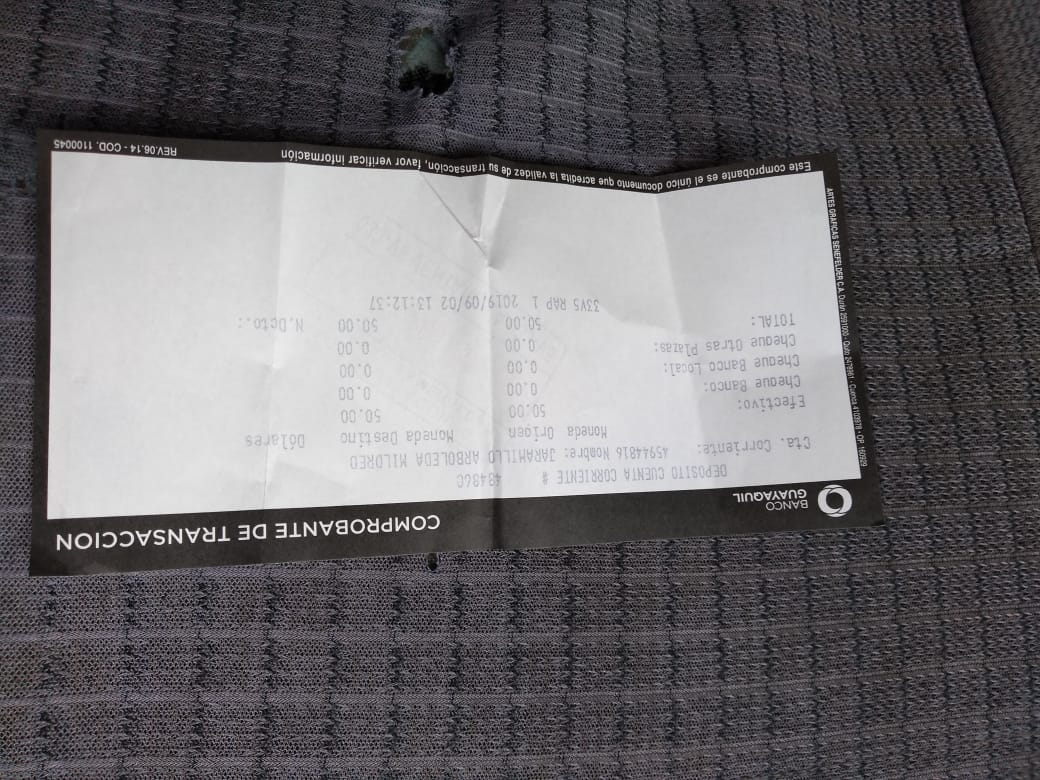 BANCO
GUAYAQUIL
COMPROBANTE DE TRANSACCION
DEPOSITO CUENTA CORRIENTE #
Cta. Corriente: 45944816 Nombre: JARAMILLO ARBOLEDA MILDRED
Moneda Origen Moneda Destino Dólares
Efectivo: 50.00 50.00
Cheque Banco: 0.00 0.00
Cheque Banco Local: 0.00 0.00
Cheque Otras Plazas: 0.00 0.00
TOTAL: 50.00 50.00 N.Dcto.:
33V5 RAP 1 2019/09/02 13:12:37
Este comprobante es el único documento que acredita la validez de su transacción, favor verificar información
REV.06.14 - COD. 1100045
ARTES GRAFICAS SENEFELDER C.A.